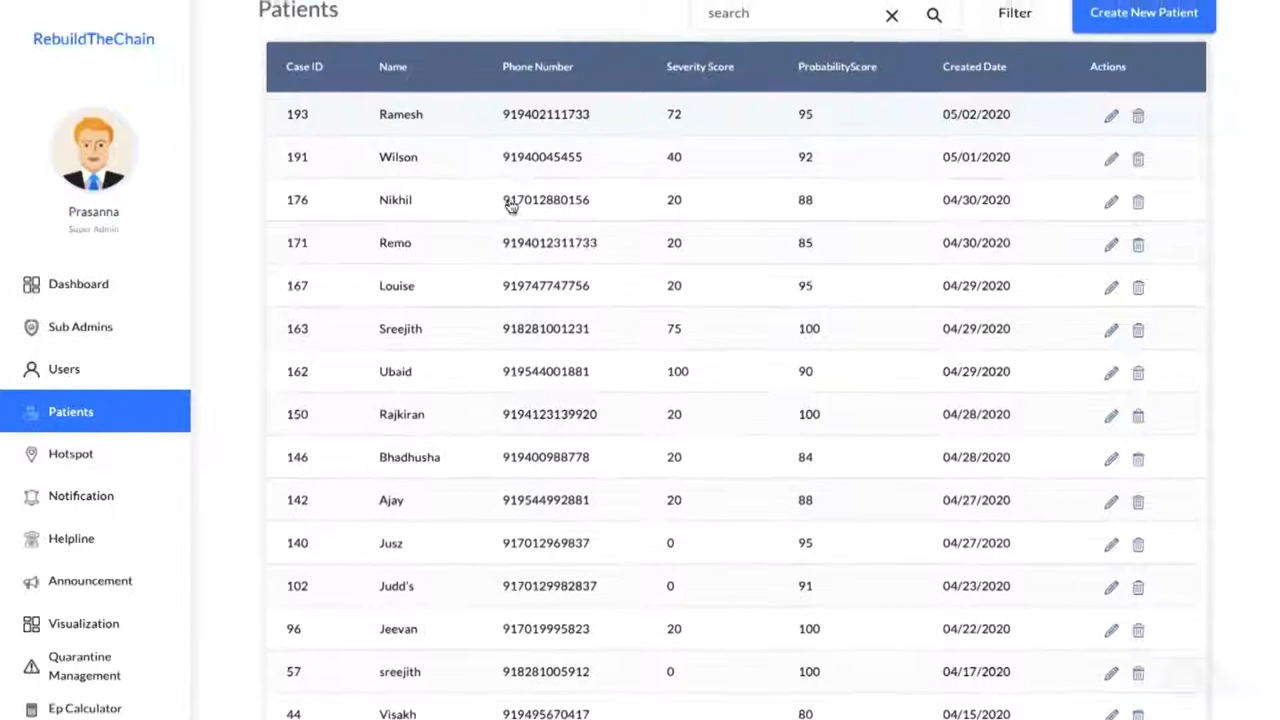 Patients
search
Filter
Create New Patient
RebuildTheChain
Prasanna
Super Admin
Dashboard
Sub Admins
Users
Patients
Hotspot
Notification
Helpline
Announcement
Visualization
Quarantine
Management
Ep Calculator
Case ID Name Phone Number Severity Score ProbabilityScore Created Date Actions
193 Ramesh 919402111733 72 95 05/02/2020
191 Wilson 91940045455 40 92 05/01/2020
176 Nikhil 917012880156 20 88 04/30/2020
171 Remo 9194012311733 20 85 04/30/2020
167 Louise 919747747756 20 95 04/29/2020
163 Sreejith 918281001231 75 100 04/29/2020
162 Ubaid 919544001881 100 90 04/29/2020
150 Rajkiran 9194123139920 20 100 04/28/2020
146 Bhadhusha 919400988778 20 84 04/28/2020
142 Ajay 919544992881 20 88 04/27/2020
140 Jusz 917012969837 0 95 04/27/2020
102 Judd's 9170129982837 0 91 04/23/2020
96 Jeevan 917019995823 20 100 04/22/2020
57 sreejith 918281005912 0 100 04/17/2020
44 Visakh 919495670417 80 04/15/2020